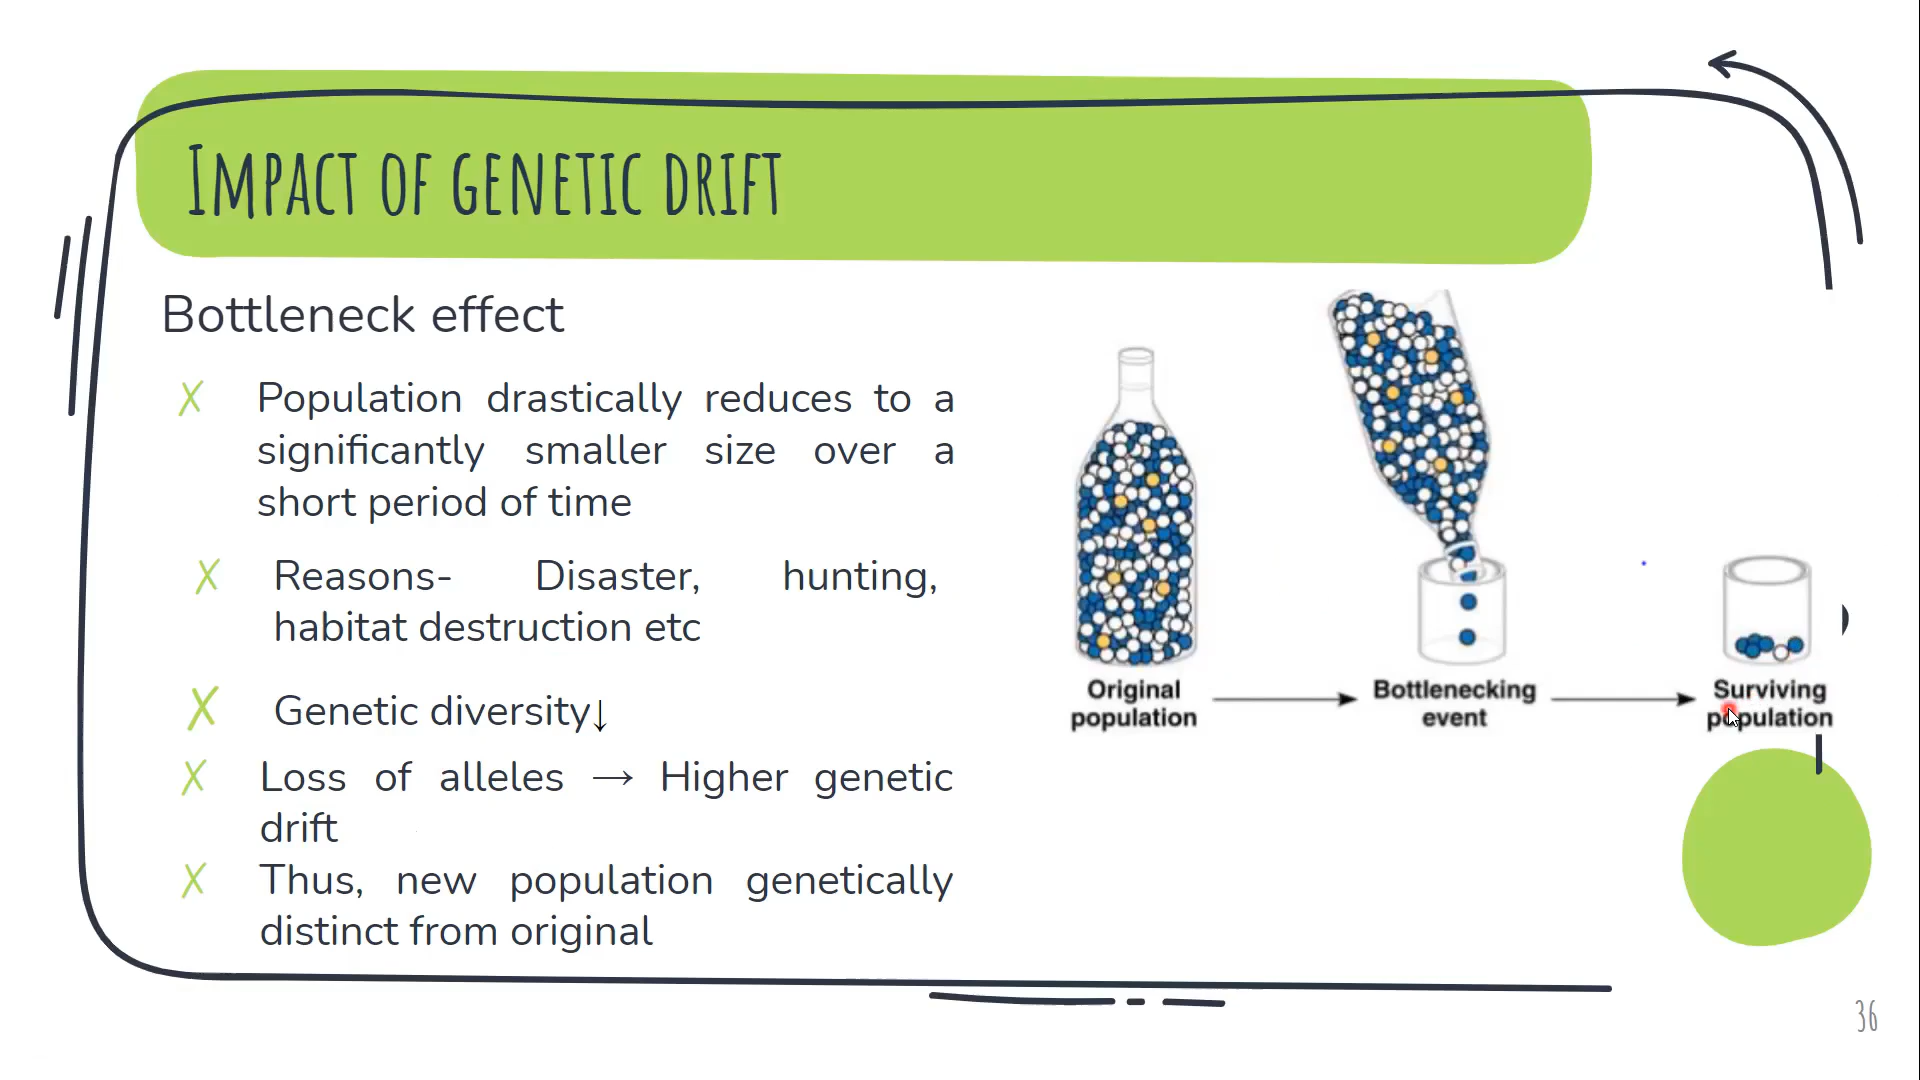 Impact of genetic drift
Bottleneck effect
✗ Population drastically reduces to a
significantly smaller size over a
short period of time
✗ Reasons- Disaster, hunting,
habitat destruction etc
✗ Genetic diversity↓
✗ Loss of alleles → Higher genetic
drift
✗ Thus, new population genetically
distinct from original
Original
population
Bottlenecking
event
Surviving
population
36